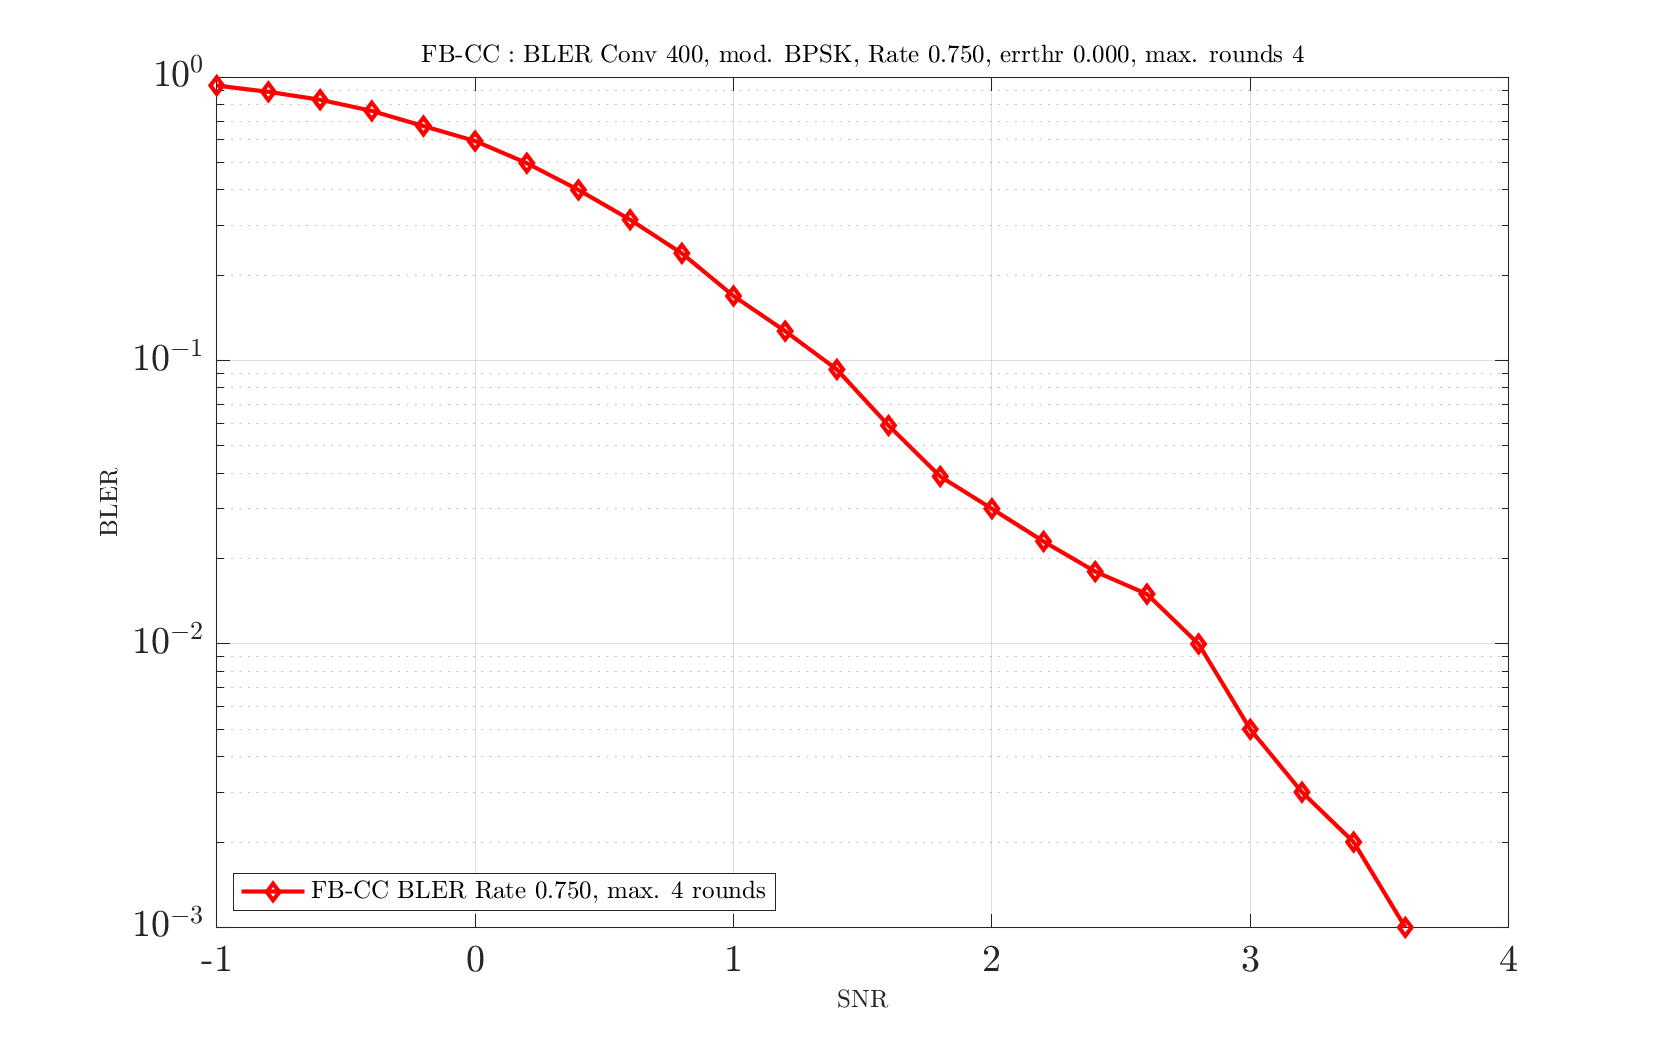 FB-CC : BLER Conv 400, mod. BPSK, Rate 0.750, errthr 0.000, max. rounds 4
10^0
10^-1
10^-2
10^-3
BLER
FB-CC BLER Rate 0.750, max. 4 rounds
-1 0 1 2 3 4
SNR